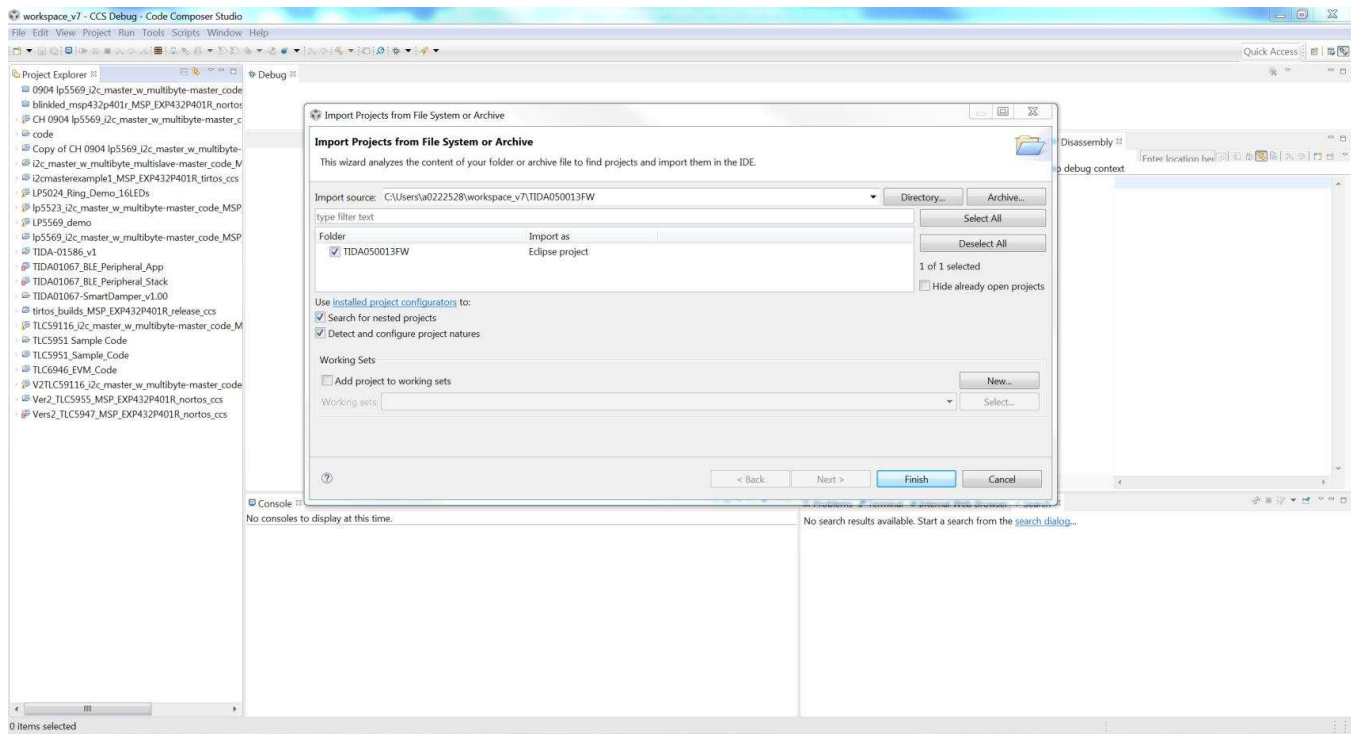 workspace_v7 - CCS Debug - Code Composer Studio
File Edit View Project Run Tools Scripts Window Help
Quick Access
Project Explorer
Debug
0904 lp5569_i2c_master_w_multibyte-master_code
blinkled_msp432p401r_MSP_EXP432P401R_nortos
CH 0904 lp5569_i2c_master_w_multibyte-master_c
code
Copy of CH 0904 lp5569_i2c_master_w_multibyte-
i2c_master_w_multibyte_multislave-master_code_M
i2cmasterexample1_MSP_EXP432P401R_tirtos_ccs
LP5024_Ring_Demo_16LEDs
lp5523_i2c_master_w_multibyte-master_code_MSP
LP5569_demo
lp5569_i2c_master_w_multibyte-master_code_MSP
TIDA-01586_v1
TIDA01067_BLE_Peripheral_App
TIDA01067_BLE_Peripheral_Stack
TIDA01067-SmartDamper_v1.00
tirtos_builds_MSP_EXP432P401R_release_ccs
TLC59116_i2c_master_w_multibyte-master_code_M
TLC5951 Sample Code
TLC5951_Sample_Code
TLC6946_EVM_Code
V2TLC59116_i2c_master_w_multibyte-master_code
Ver2_TLC5955_MSP_EXP432P401R_nortos_ccs
Vers2_TLC5947_MSP_EXP432P401R_nortos_ccs
Import Projects from File System or Archive
Import Projects from File System or Archive
This wizard analyzes the content of your folder or archive file to find projects and import them in the IDE.
Import source: C:\Users\a0222528\workspace_v7\TIDA050013FW Directory... Archive...
type filter text Select All
Folder Import as
Deselect All
TIDA050013FW Eclipse project
1 of 1 selected
Hide already open projects
Use installed project configurators to:
Search for nested projects
Detect and configure project natures
Working Sets
Add project to working sets New...
Working sets: Select...
< Back Next > Finish Cancel
Disassembly
Enter location her
debug context
Console
No consoles to display at this time.
Problems Terminal Internal Web Browser Search
No search results available. Start a search from the search dialog...
0 items selected